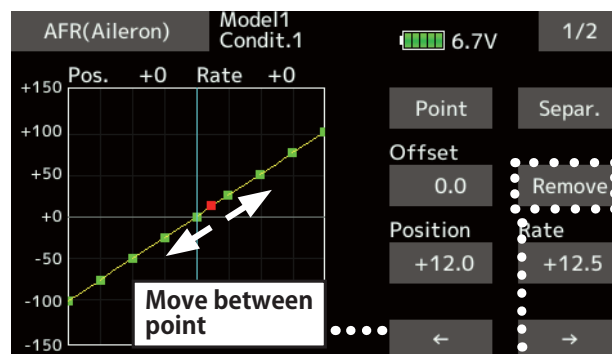 AFR(Aileron)
Model1
Condit.1
6.7V
1/2
Pos. +0 Rate +0
+150
+100
+50
+0
-50
-100
-150
Point
Separ.
Offset
0.0
Remove
Position
Rate
+12.0
+12.5
Move between
point
←
→